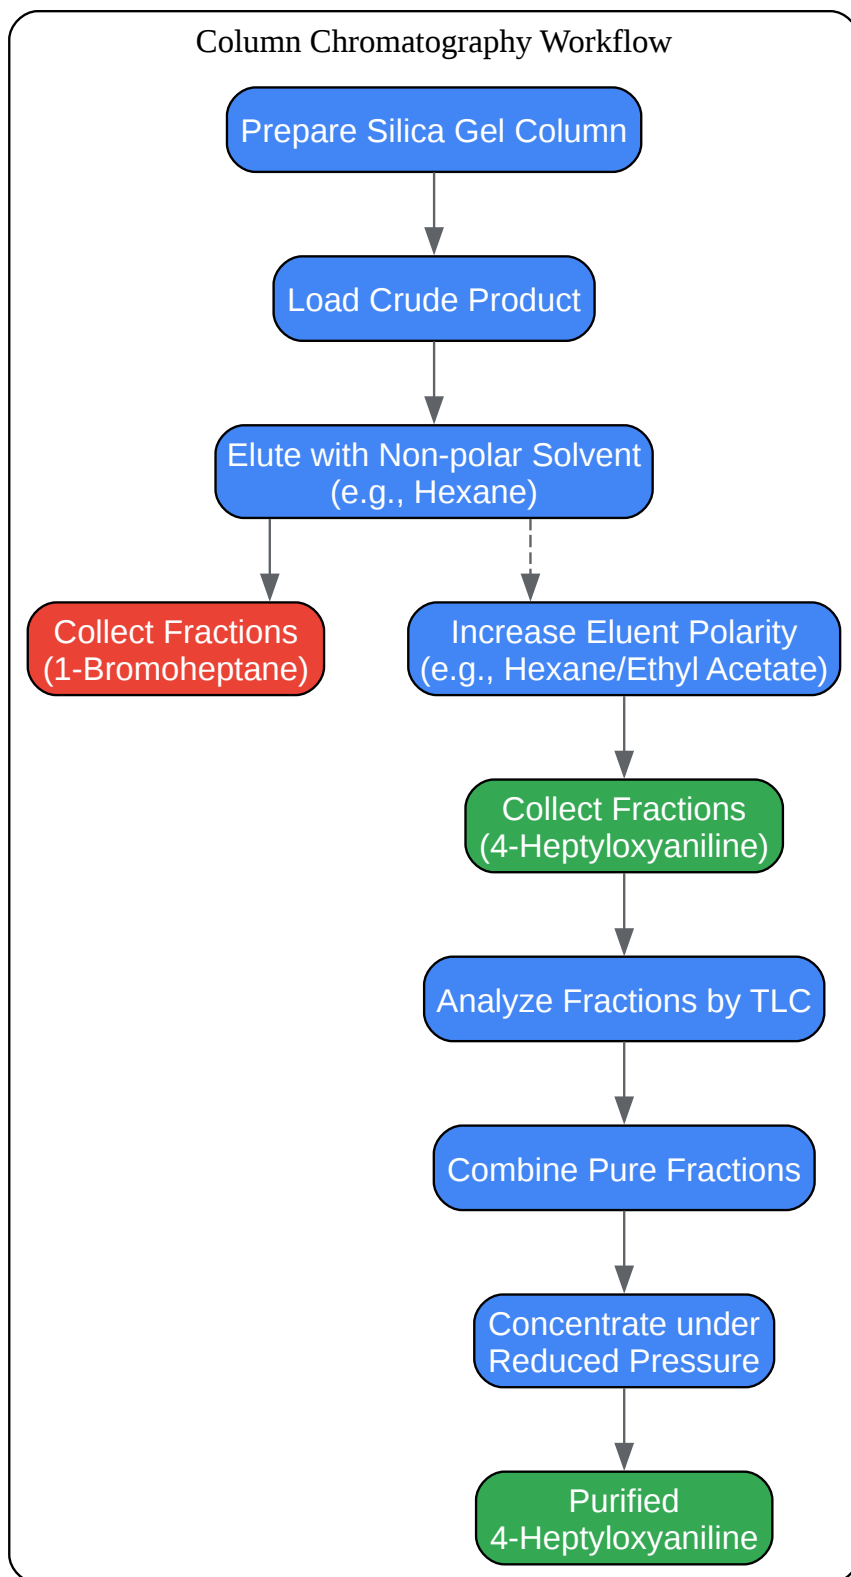 Column Chromatography Workflow
Prepare Silica Gel Column
Load Crude Product
Elute with Non-polar Solvent
(e.g., Hexane)
Collect Fractions
(1-Bromoheptane)
Increase Eluent Polarity
(e.g., Hexane/Ethyl Acetate)
Collect Fractions
(4-Heptyloxyaniline)
Analyze Fractions by TLC
Combine Pure Fractions
Concentrate under
Reduced Pressure
Purified
4-Heptyloxyaniline